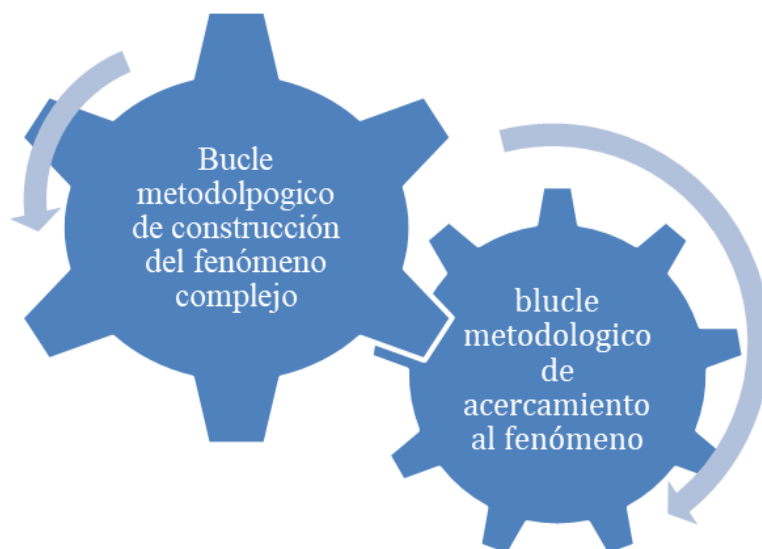 Bucle
metodolpogico
de construcción
del fenómeno
complejo
blucle
metodologico
de
acercamiento
al fenómeno